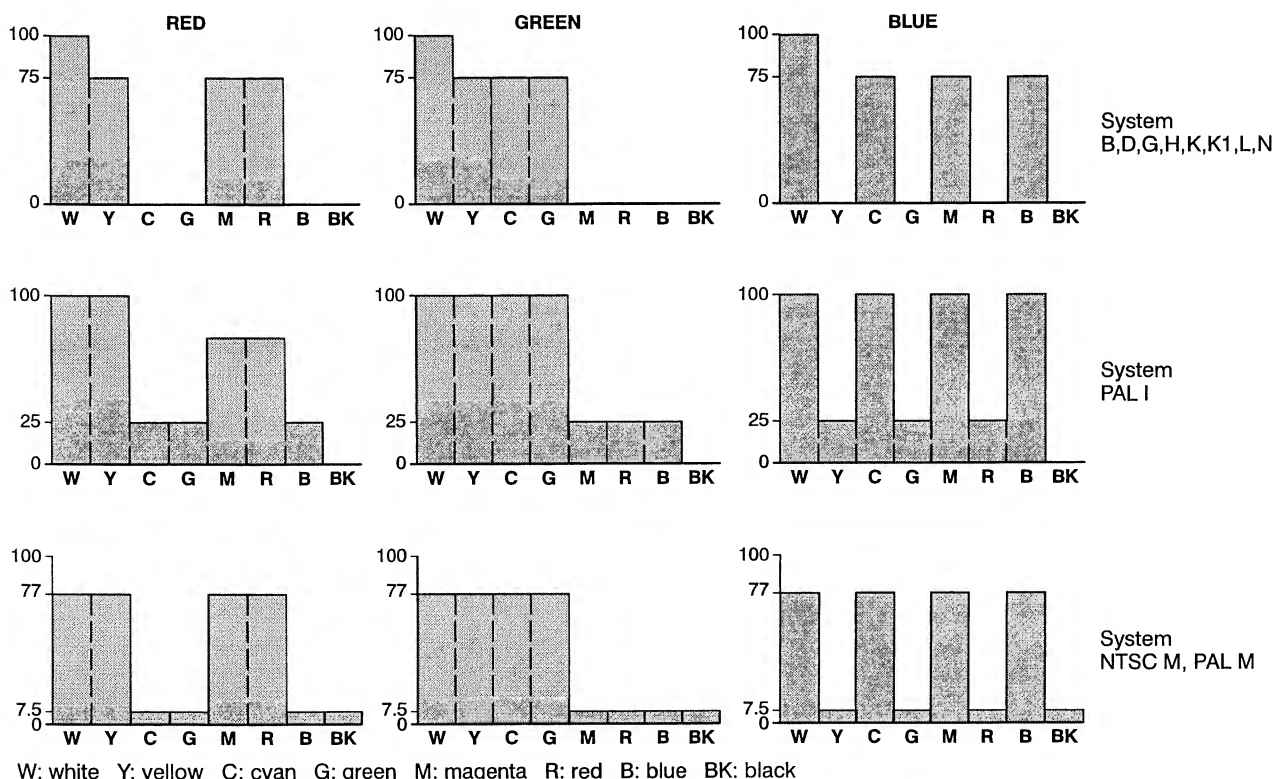 RED GREEN BLUE
100 100 100
75 75 75
0 0 0
W Y C G M R B BK W Y C G M R B BK W Y C G M R B BK
System
B,D,G,H,K,K1,L,N
100 100 100
25 25 25
0 0 0
W Y C G M R B BK W Y C G M R B BK W Y C G M R B BK
System
PAL I
100 100 100
77 77 77
7.5 7.5 7.5
0 0 0
W Y C G M R B BK W Y C G M R B BK W Y C G M R B BK
System
NTSC M, PAL M
W: white Y: yellow C: cyan G: green M: magenta R: red B: blue BK: black